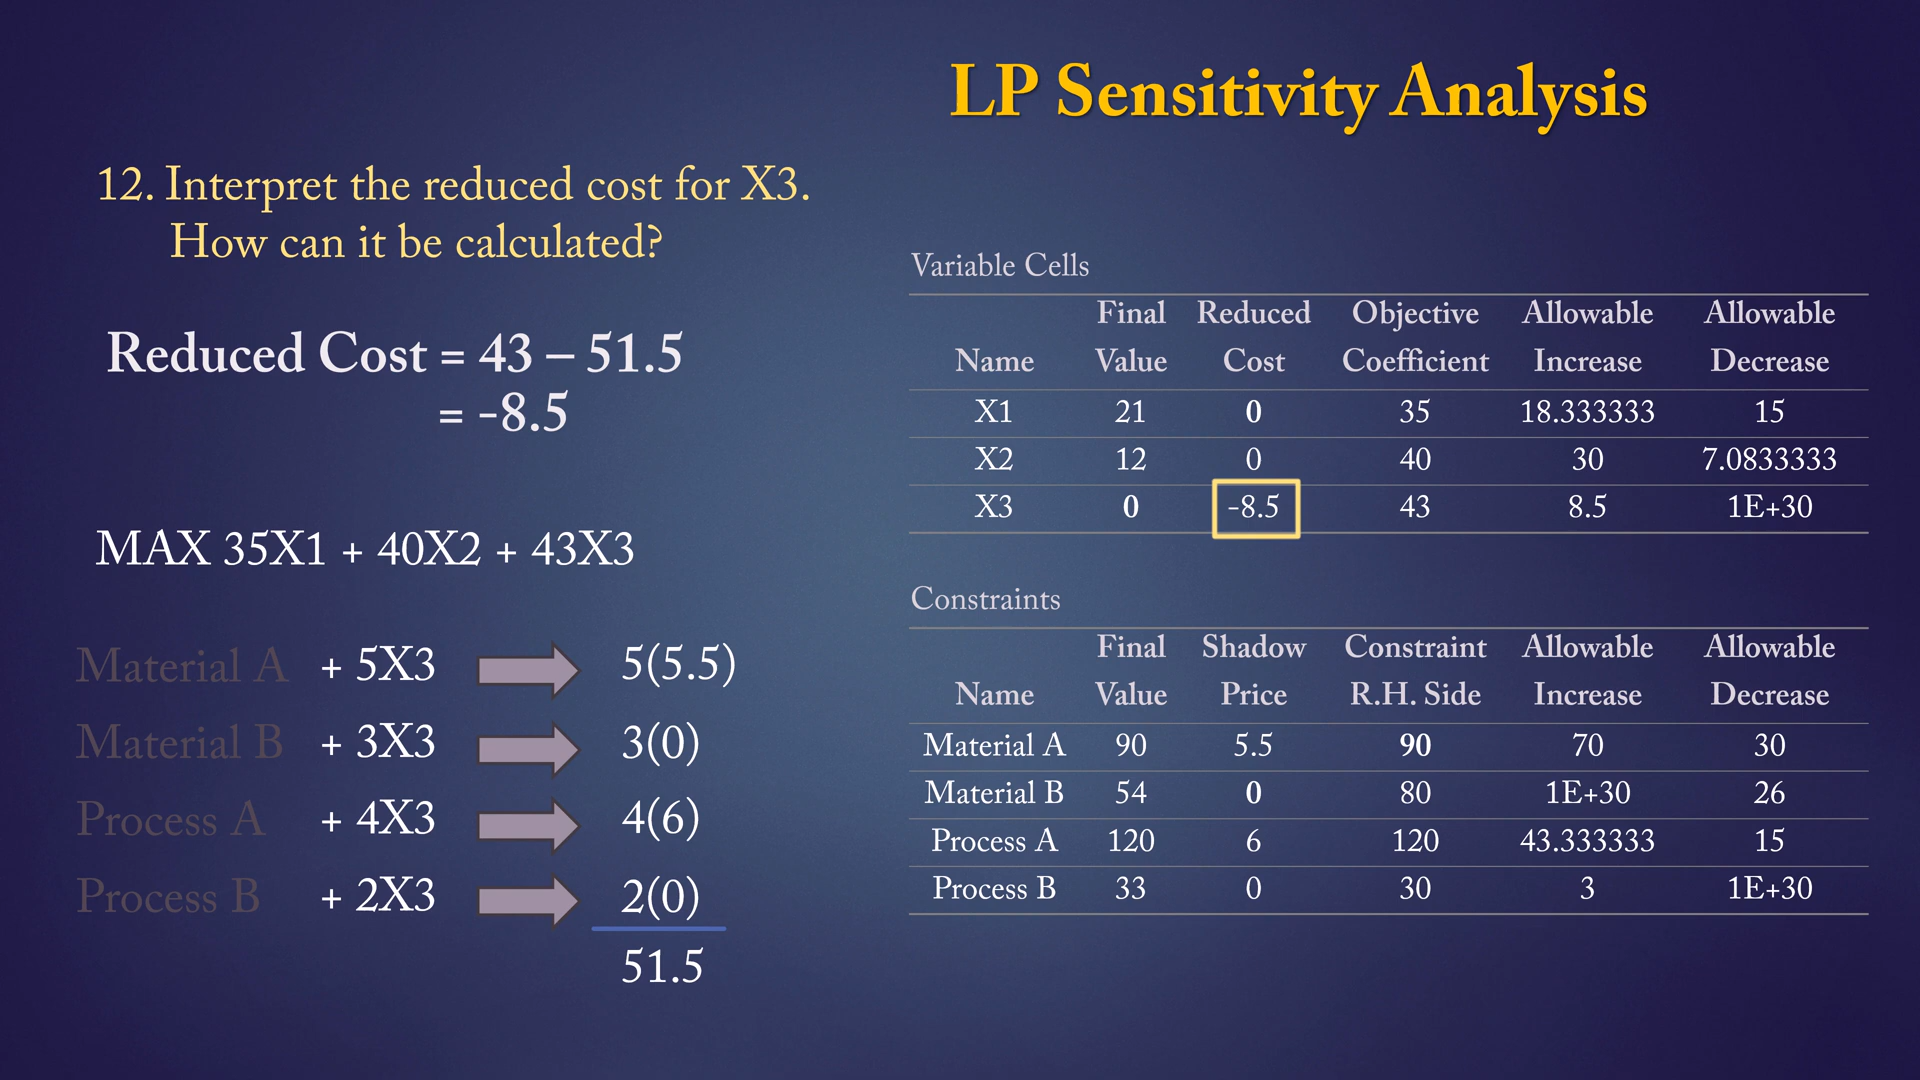 LP Sensitivity Analysis
12. Interpret the reduced cost for X3.
How can it be calculated?
Reduced Cost = 43 – 51.5
= -8.5
MAX 35X1 + 40X2 + 43X3
Material A + 5X3 5(5.5)
Material B + 3X3 3(0)
Process A + 4X3 4(6)
Process B + 2X3 2(0)
51.5
Variable Cells
Final Reduced Objective Allowable Allowable
Name Value Cost Coefficient Increase Decrease
X1 21 0 35 18.333333 15
X2 12 0 40 30 7.0833333
X3 0 -8.5 43 8.5 1E+30
Constraints
Final Shadow Constraint Allowable Allowable
Name Value Price R.H. Side Increase Decrease
Material A 90 5.5 90 70 30
Material B 54 0 80 1E+30 26
Process A 120 6 120 43.333333 15
Process B 33 0 30 3 1E+30